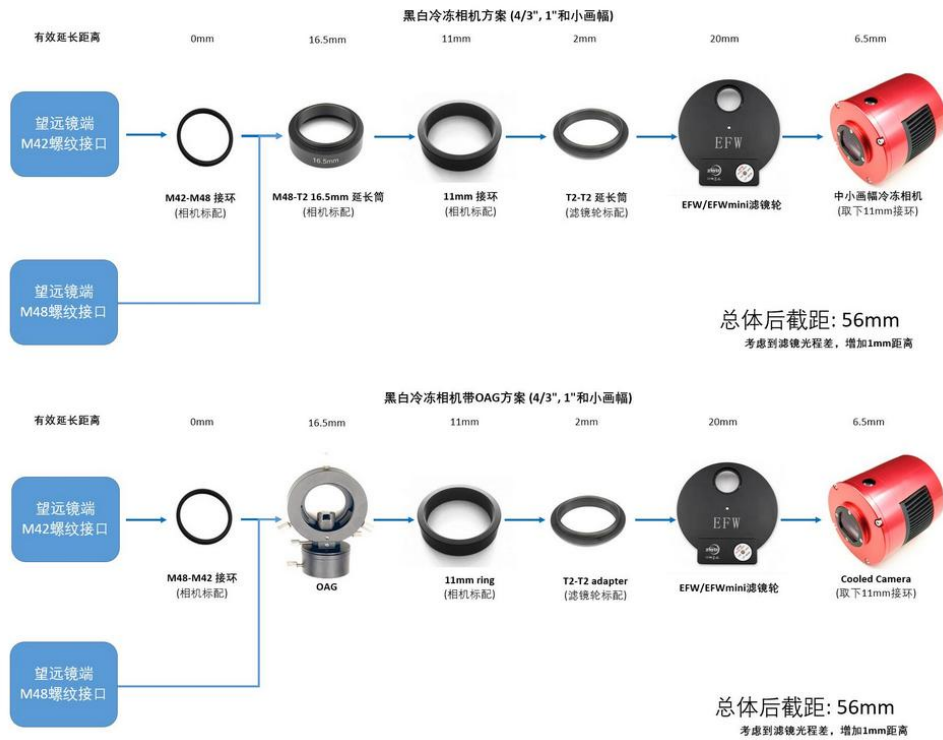 黑白冷冻相机方案 (4/3", 1"和小画幅)
有效延长距离
0mm
16.5mm
11mm
2mm
20mm
6.5mm
望远镜端
M42螺纹接口
16.5mm
EFW
M42-M48 接环
(相机标配)
M48-T2 16.5mm 延长筒
(相机标配)
11mm 接环
(相机标配)
T2-T2 延长筒
(滤镜轮标配)
EFW/EFWmini滤镜轮
中小画幅冷冻相机
(取下11mm接环)
望远镜端
M48螺纹接口
总体后截距: 56mm
考虑到滤镜光程差，增加1mm距离
黑白冷冻相机带OAG方案 (4/3", 1"和小画幅)
有效延长距离
0mm
16.5mm
11mm
2mm
20mm
6.5mm
望远镜端
M42螺纹接口
EFW
M48-M42 接环
(相机标配)
OAG
11mm ring
(相机标配)
T2-T2 adapter
(滤镜轮标配)
EFW/EFWmini滤镜轮
Cooled Camera
(取下11mm接环)
望远镜端
M48螺纹接口
总体后截距: 56mm
考虑到滤镜光程差，增加1mm距离